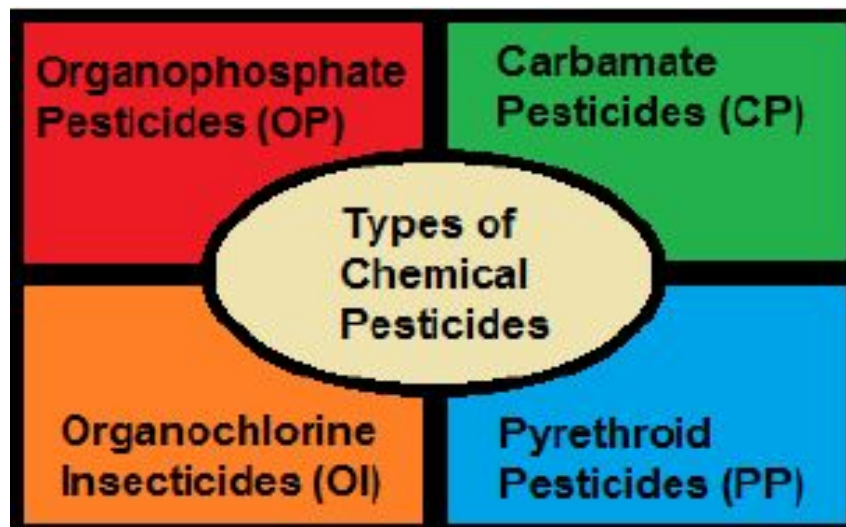 Organophosphate
Pesticides (OP)
Carbamate
Pesticides (CP)
Types of
Chemical
Pesticides
Organochlorine
Insecticides (OI)
Pyrethroid
Pesticides (PP)